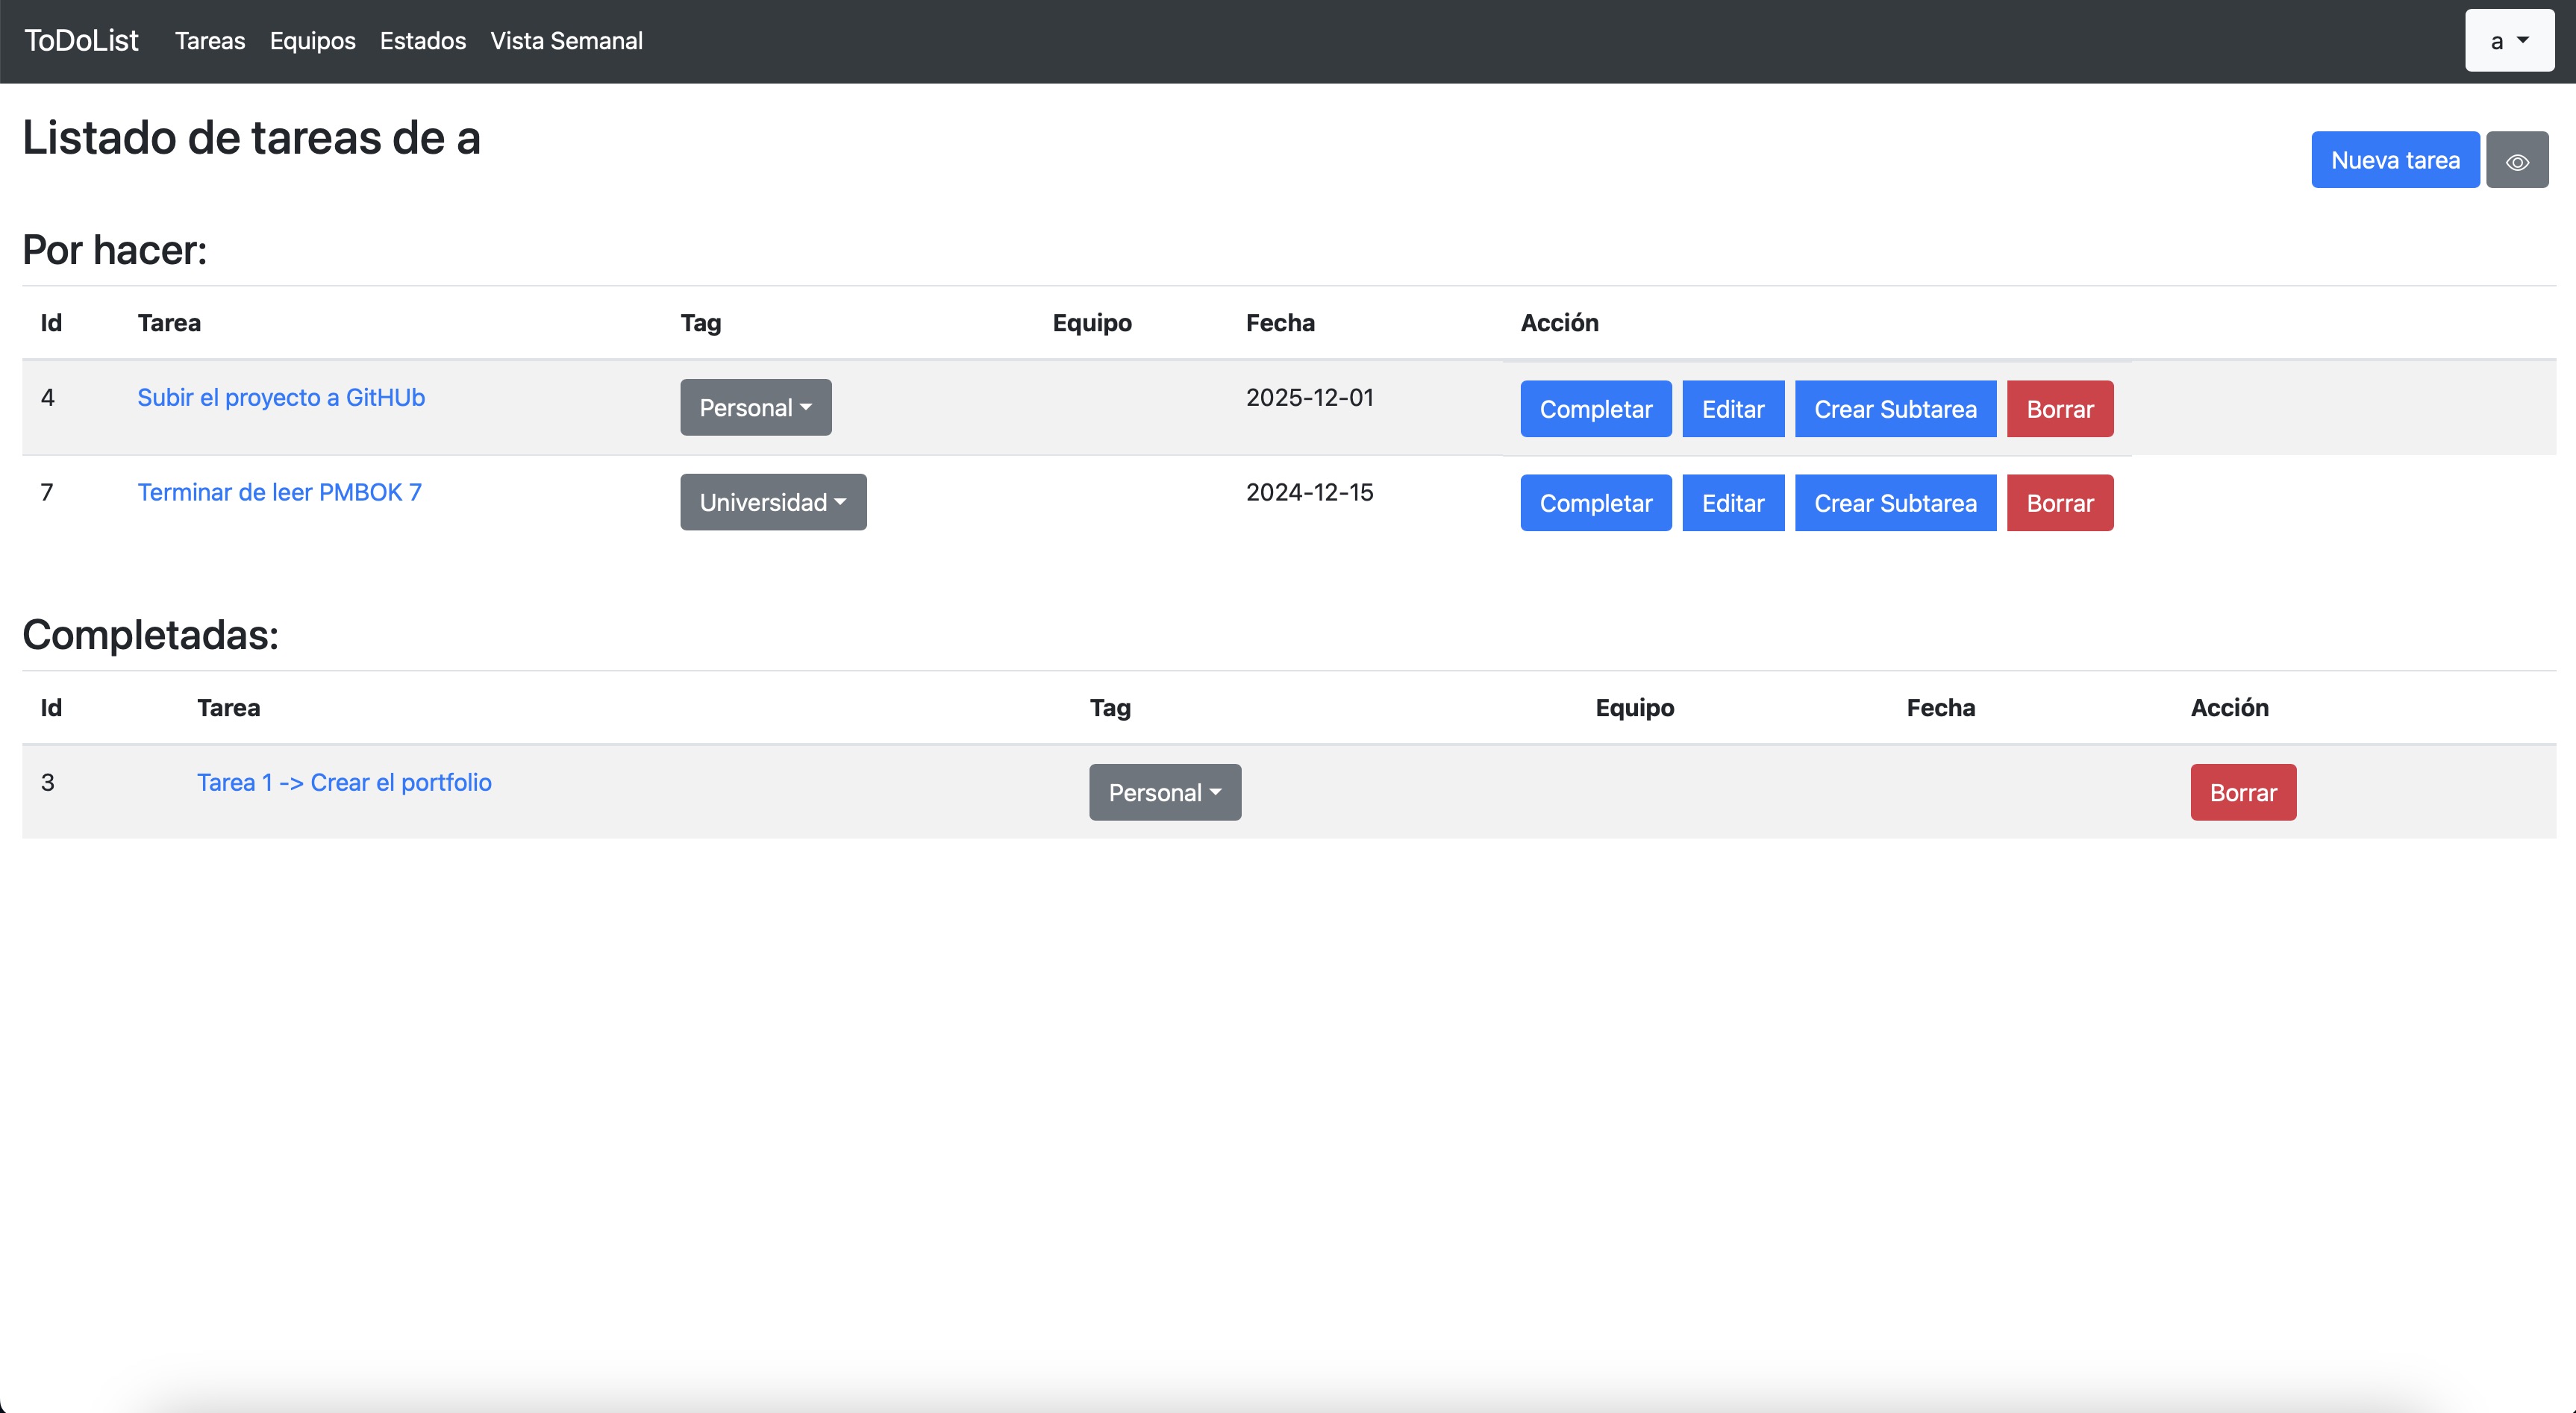 ToDoList Tareas Equipos Estados Vista Semanal a
Listado de tareas de a
Nueva tarea
Por hacer:
Id Tarea Tag Equipo Fecha Acción
4 Subir el proyecto a GitHUb Personal 2025-12-01 Completar Editar Crear Subtarea Borrar
7 Terminar de leer PMBOK 7 Universidad 2024-12-15 Completar Editar Crear Subtarea Borrar
Completadas:
Id Tarea Tag Equipo Fecha Acción
3 Tarea 1 -> Crear el portfolio Personal Borrar